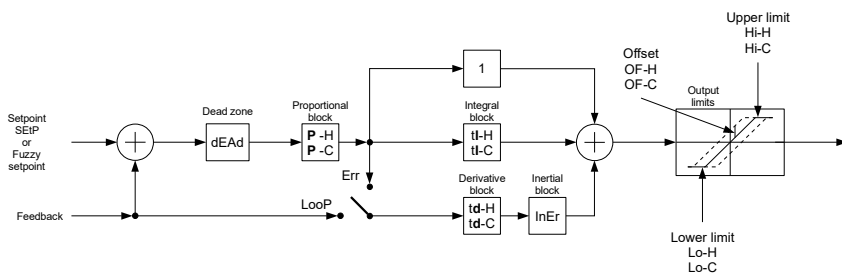 Upper limit
Hi-H
Hi-C
Offset
OF-H
OF-C
Output
limits
1
Setpoint
SEtP
or
Fuzzy
setpoint
Dead zone
dEAd
Proportional
block
P -H
P -C
Integral
block
tI-H
tI-C
Err
LooP
Derivative
block
td-H
td-C
Inertial
block
InEr
Feedback
Lower limit
Lo-H
Lo-C